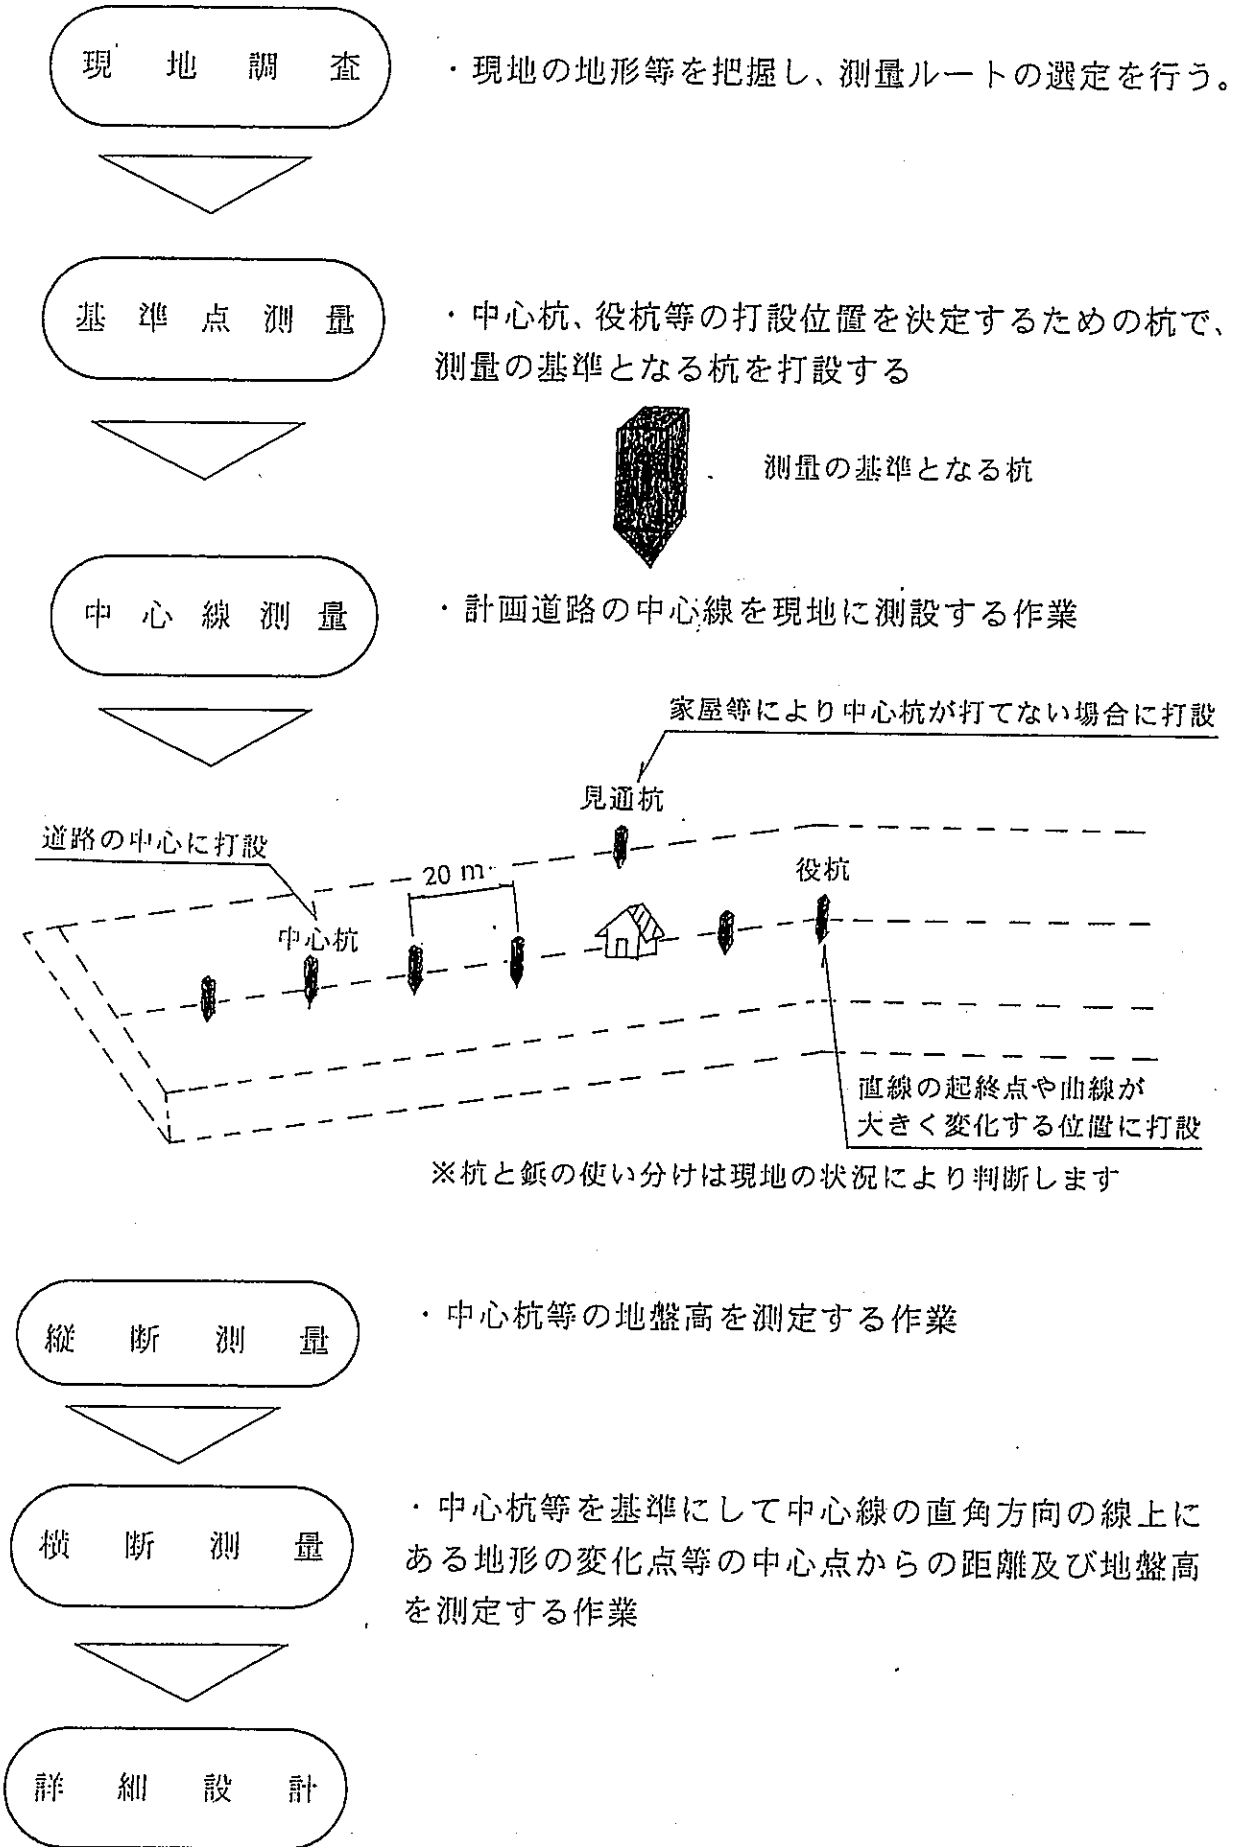 現地調査
・現地の地形等を把握し、測量ルートの選定を行う。
基準点測量
・中心杭、役杭等の打設位置を決定するための杭で、
測量の基準となる杭を打設する
測量の基準となる杭
中心線測量
・計画道路の中心線を現地に測設する作業
家屋等により中心杭が打てない場合に打設
見通杭
道路の中心に打設
20m
役杭
中心杭
直線の起終点や曲線が
大きく変化する位置に打設
※杭と鋲の使い分けは現地の状況により判断します
縦断測量
・中心杭等の地盤高を測定する作業
横断測量
・中心杭等を基準にして中心線の直角方向の線上に
ある地形の変化点等の中心点からの距離及び地盤高
を測定する作業
詳細設計